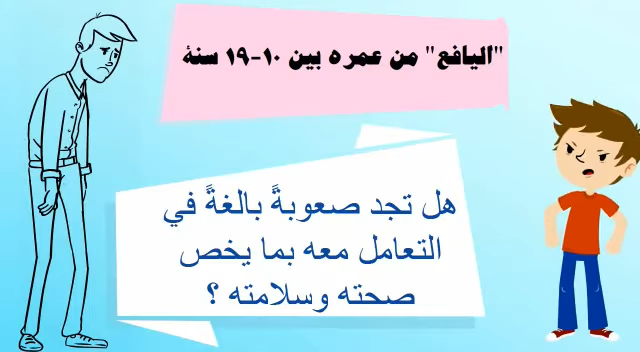 "اليافع" من عمره بين ١٠-١٩ سنة
هل تجد صعوبةً بالغةً في
التعامل معه بما يخص
صحته وسلامته ؟